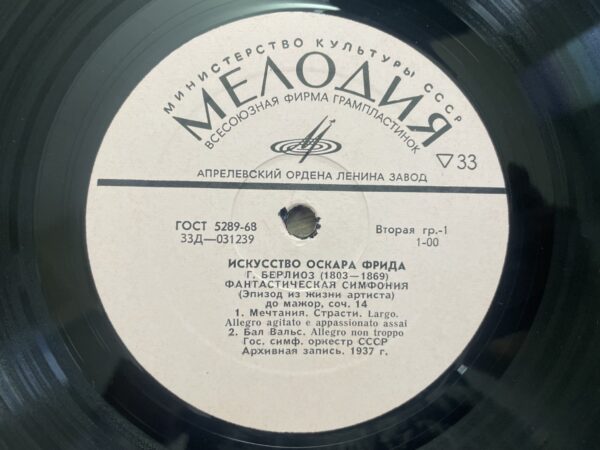 МИНИСТЕРСТВО КУЛЬТУРЫ СССР
МЕЛОДИЯ
ВСЕСОЮЗНАЯ ФИРМА ГРАМПЛАСТИНОК
▽33
АПРЕЛЕВСКИЙ ОРДЕНА ЛЕНИНА ЗАВОД
ГОСТ 5289-68
Вторая гр.-1
33Д—031239
1-00
ИСКУССТВО ОСКАРА ФРИДА
Г. БЕРЛИОЗ (1803—1869)
ФАНТАСТИЧЕСКАЯ СИМФОНИЯ
(Эпизод из жизни артиста)
до мажор, соч. 14
1. Мечтания. Страсти. Largo.
Allegro agitato e appassionato assai
2. Бал Вальс. Allegro non troppo
Гос. симф. оркестр СССР
Архивная запись. 1937 г.